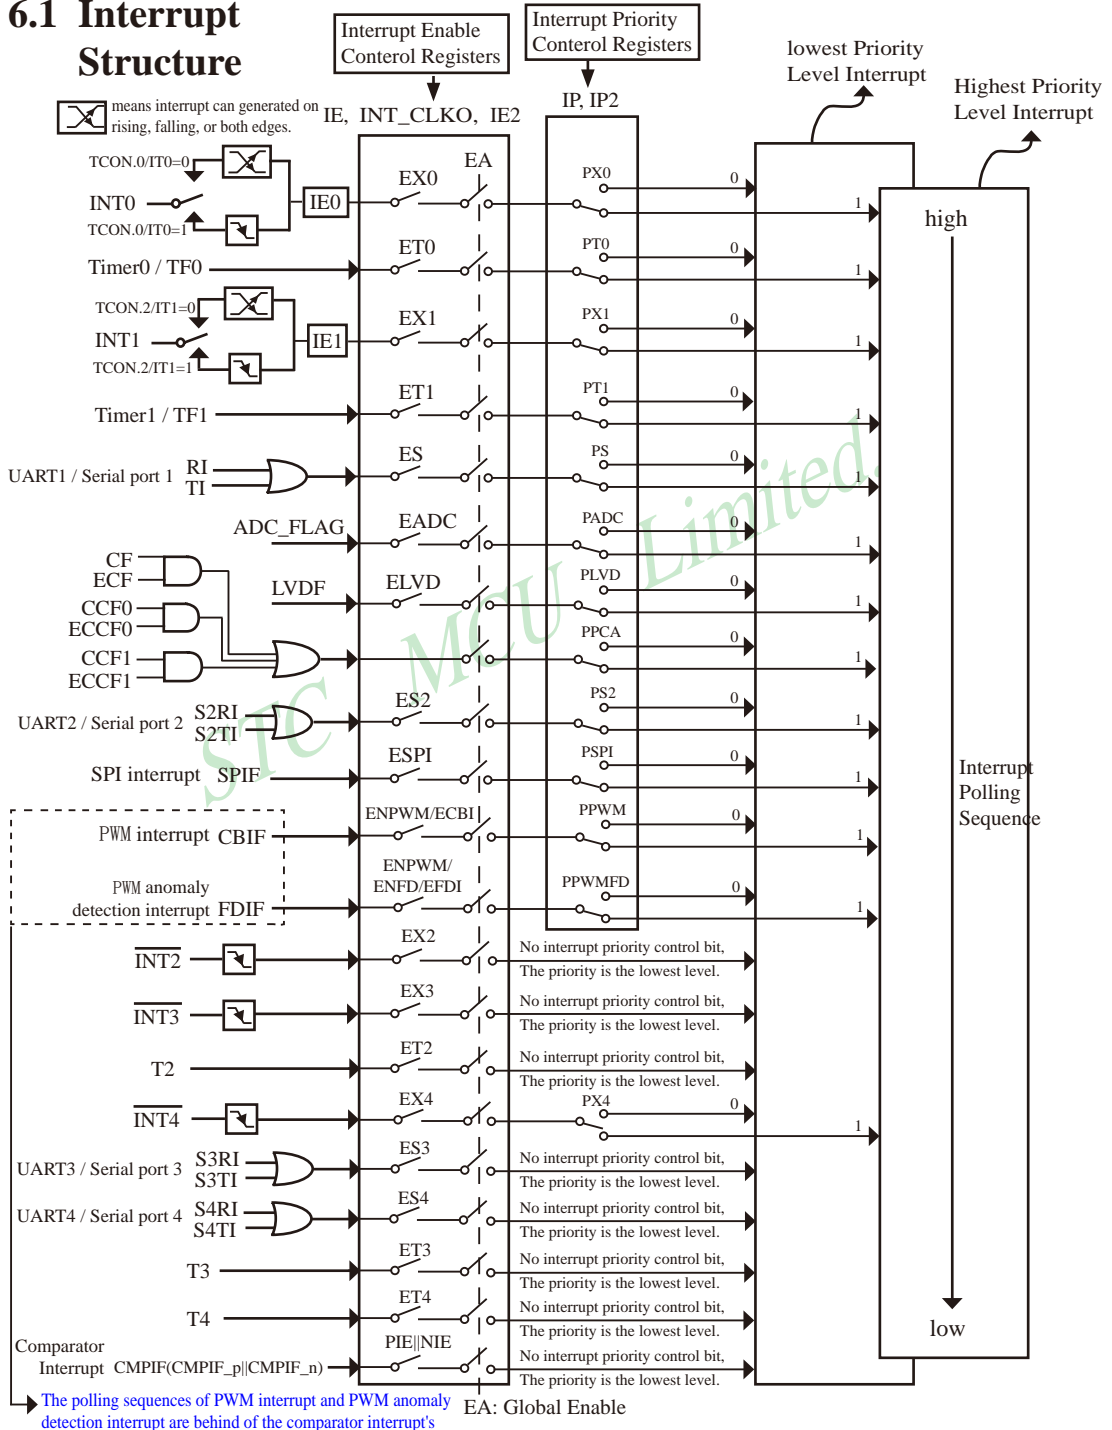 6.1 Interrupt
Structure
Interrupt Enable
Conterol Registers
Interrupt Priority
Conterol Registers
lowest Priority
Level Interrupt
Highest Priority
Level Interrupt
means interrupt can generated on
rising, falling, or both edges.
IE, INT_CLKO, IE2
IP, IP2
EA
high
TCON.0/IT0=0
INT0
TCON.0/IT0=1
IE0
EX0
PX0
0
1
Timer0 / TF0
ET0
PT0
0
1
TCON.2/IT1=0
INT1
TCON.2/IT1=1
IE1
EX1
PX1
0
1
Timer1 / TF1
ET1
PT1
0
1
UART1 / Serial port 1
RI
TI
ES
PS
0
1
ADC_FLAG
EADC
PADC
0
1
CF
ECF
CCF0
ECCF0
CCF1
ECCF1
LVDF
ELVD
PLVD
0
1
PPCA
0
1
UART2 / Serial port 2
S2RI
S2TI
ES2
PS2
0
1
SPI interrupt SPIF
ESPI
PSPI
0
1
Interrupt
Polling
Sequence
PWM interrupt CBIF
ENPWM/ECBI
PPWM
0
1
PWM anomaly
detection interrupt FDIF
ENPWM/
ENFD/EFDI
PPWMFD
0
1
INT2
EX2
No interrupt priority control bit,
The priority is the lowest level.
INT3
EX3
No interrupt priority control bit,
The priority is the lowest level.
T2
ET2
No interrupt priority control bit,
The priority is the lowest level.
INT4
EX4
PX4
0
1
UART3 / Serial port 3
S3RI
S3TI
ES3
No interrupt priority control bit,
The priority is the lowest level.
UART4 / Serial port 4
S4RI
S4TI
ES4
No interrupt priority control bit,
The priority is the lowest level.
T3
ET3
No interrupt priority control bit,
The priority is the lowest level.
T4
ET4
No interrupt priority control bit,
The priority is the lowest level.
low
Comparator
Interrupt CMPIF(CMPIF_p||CMPIF_n)
PIE||NIE
No interrupt priority control bit,
The priority is the lowest level.
The polling sequences of PWM interrupt and PWM anomaly
detection interrupt are behind of the comparator interrupt's
EA: Global Enable
STC MCU Limited.